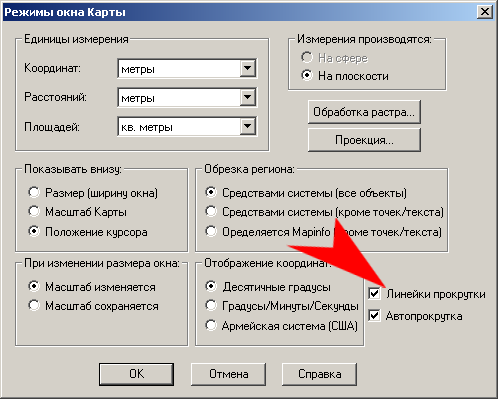 Режимы окна Карты
Единицы измерения
Координат:
метры
Расстояний:
метры
Площадей:
кв. метры
Измерения производятся:
На сфере
На плоскости
Обработка растра...
Проекция...
Показывать внизу:
Размер (ширину окна)
Масштаб Карты
Положение курсора
Обрезка региона:
Средствами системы (все объекты)
Средствами системы (кроме точек/текста)
Оределяется Mapinfo кроме точек/текста)
При изменении размера окна:
Масштаб изменяется
Масштаб сохраняется
Отображение координат:
Десятичные градусы
Градусы/Минуты/Секунды
Армейская система (США)
Линейки прокрутки
Автопрокрутка
OK
Отмена
Справка